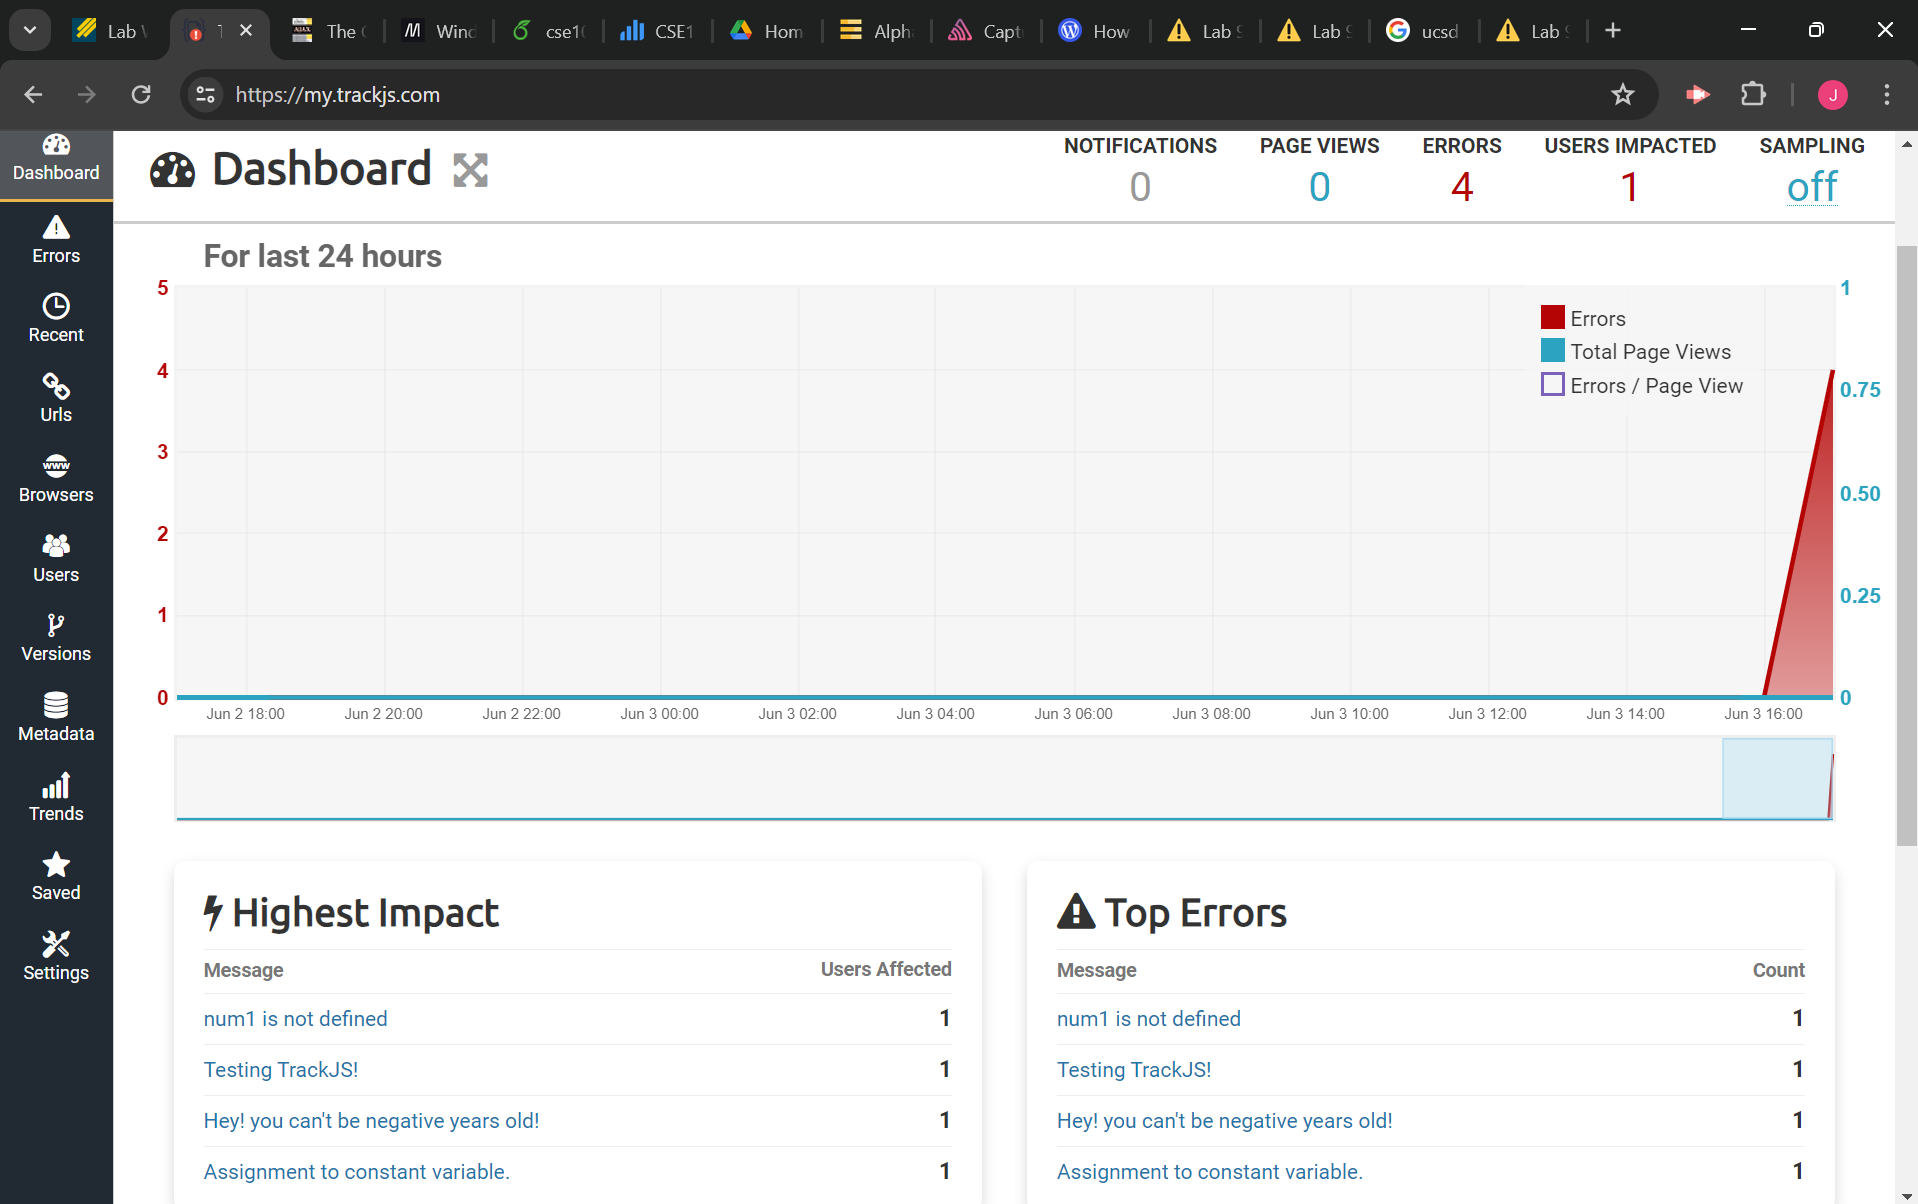 Lab
The
Wind
cse1
CSE1
Hom
Alph
Capt
How
Lab
Lab
ucsd
Lab
https://my.trackjs.com
J
Dashboard
Errors
Recent
Urls
www
Browsers
Users
Versions
Metadata
Trends
Saved
Settings
Dashboard
NOTIFICATIONS
0
PAGE VIEWS
0
ERRORS
4
USERS IMPACTED
1
SAMPLING
off
For last 24 hours
5
4
3
2
1
0
1
0.75
0.50
0.25
0
Errors
Total Page Views
Errors / Page View
Jun 2 18:00
Jun 2 20:00
Jun 2 22:00
Jun 3 00:00
Jun 3 02:00
Jun 3 04:00
Jun 3 06:00
Jun 3 08:00
Jun 3 10:00
Jun 3 12:00
Jun 3 14:00
Jun 3 16:00
Highest Impact
Message Users Affected
num1 is not defined 1
Testing TrackJS! 1
Hey! you can't be negative years old! 1
Assignment to constant variable. 1
Top Errors
Message Count
num1 is not defined 1
Testing TrackJS! 1
Hey! you can't be negative years old! 1
Assignment to constant variable. 1